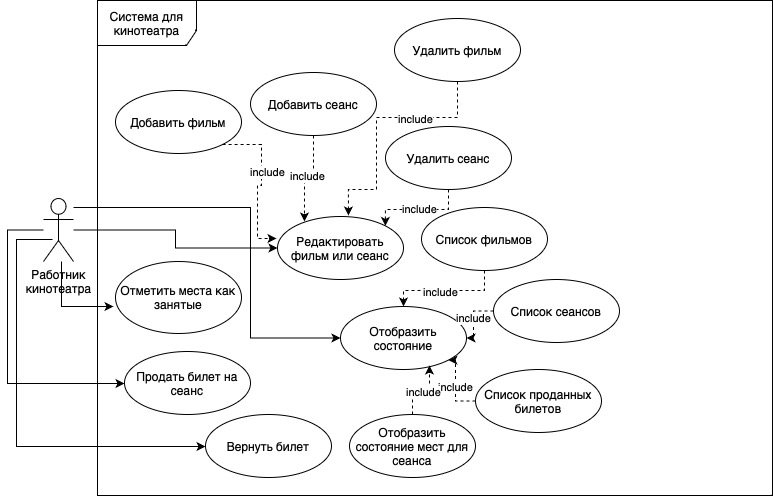 Система для
кинотеатра
Удалить фильм
Добавить сеанс
Добавить фильм
include
Удалить сеанс
include
include
include
Список фильмов
Редактировать
фильм или сеанс
Работник
кинотеатра
Отметить места как
занятые
include
Список сеансов
include
Отобразить
состояние
Продать билет на
сеанс
include
include
Список проданных
билетов
Вернуть билет
Отобразить
состояние мест для
сеанса